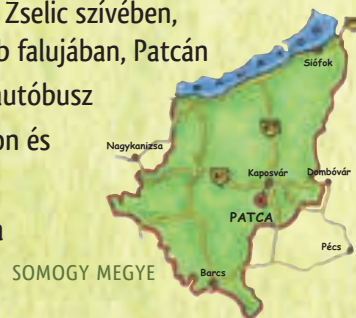 Zselic szívében,
b falujában, Patcán
autóbusz
on és
a
SOMOGY MEGYE
Siófok
Nagykanizsa
Kaposvár
Dombóvár
PATCA
Pécs
Barcs